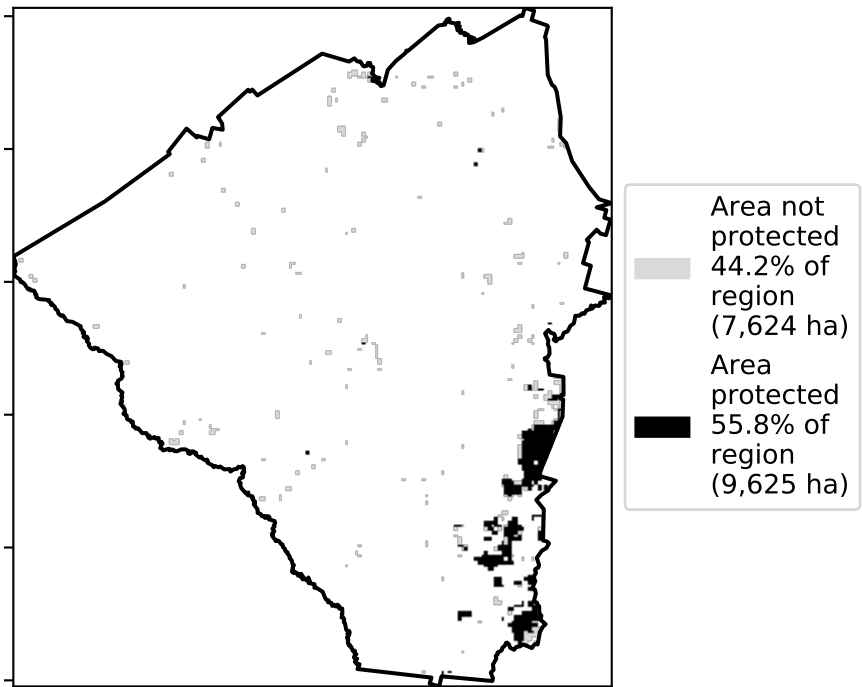 Area not
protected
44.2% of
region
(7,624 ha)
Area
protected
55.8% of
region
(9,625 ha)